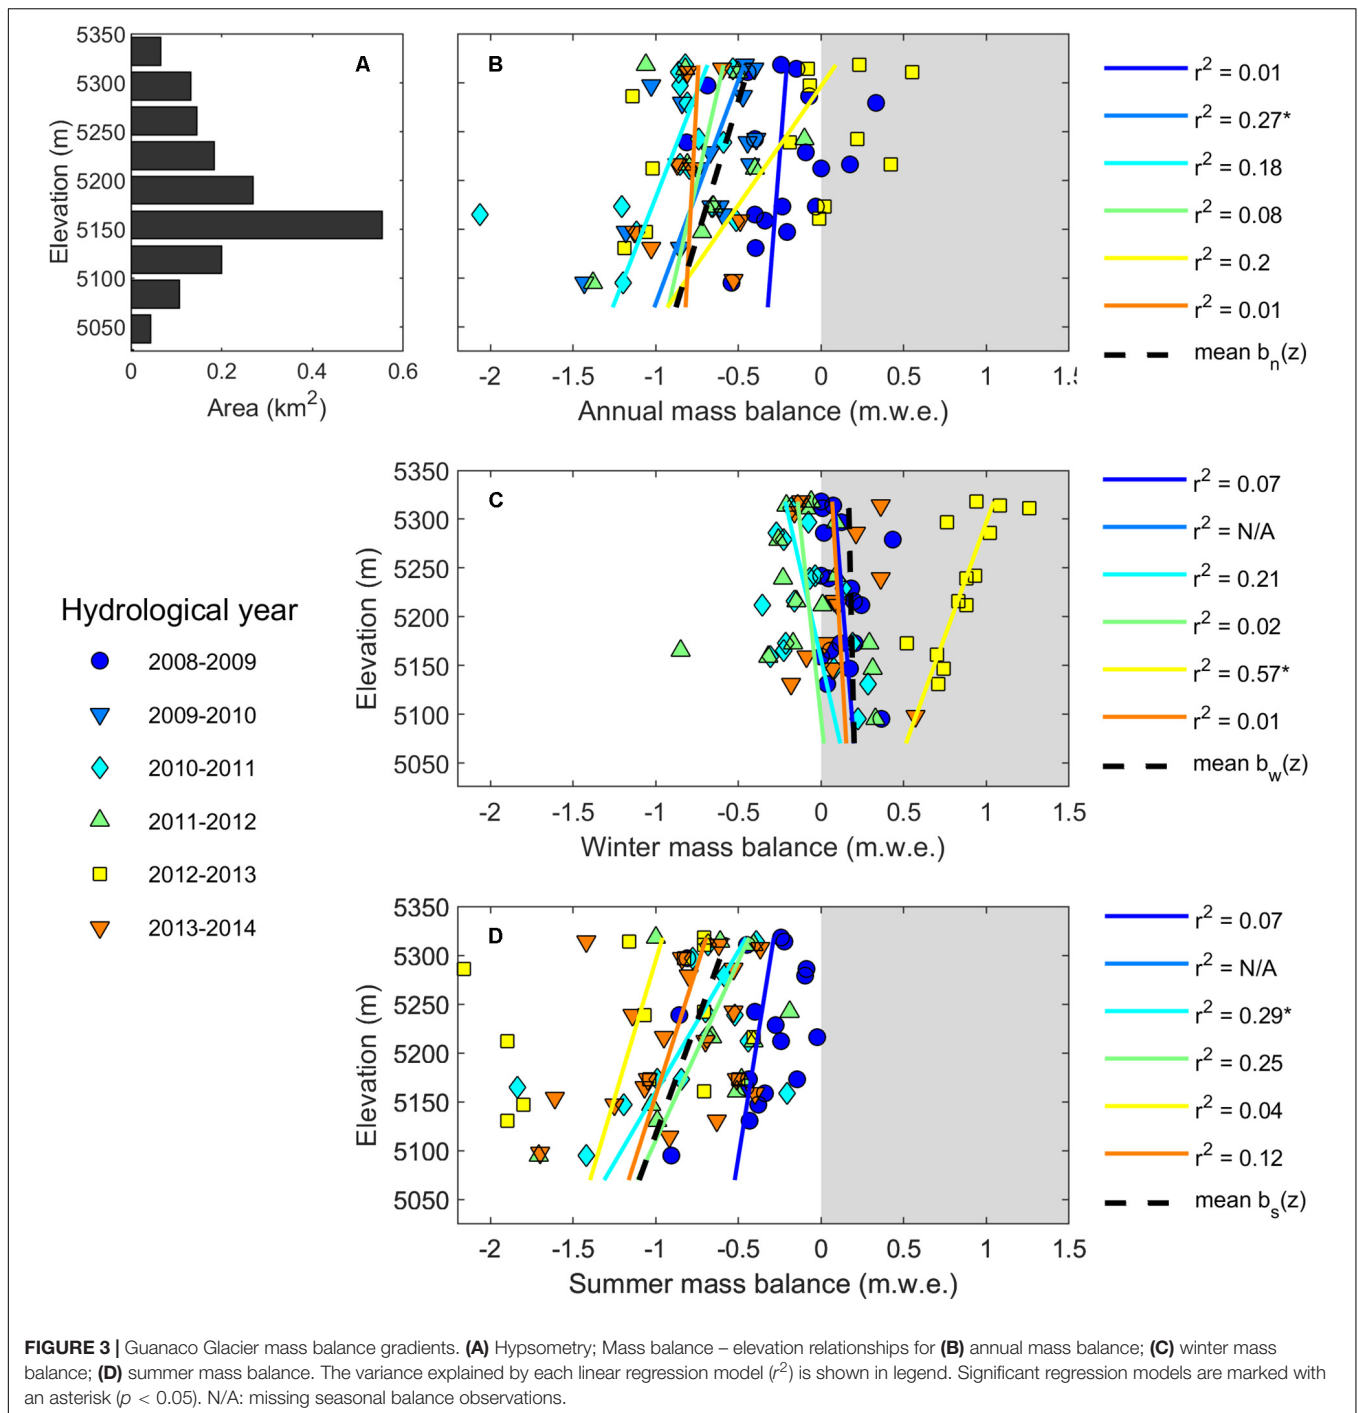 A
5350
5300
5250
5200
5150
5100
5050
Elevation (m)
0
0.2
0.4
0.6
Area (km2)
B
-2
-1.5
-1
-0.5
0
0.5
1
1.5
Annual mass balance (m.w.e.)
r2 = 0.01
r2 = 0.27*
r2 = 0.18
r2 = 0.08
r2 = 0.2
r2 = 0.01
mean bn(z)
Hydrological year
2008-2009
2009-2010
2010-2011
2011-2012
2012-2013
2013-2014
C
5350
5300
5250
5200
5150
5100
5050
Elevation (m)
-2
-1.5
-1
-0.5
0
0.5
1
1.5
Winter mass balance (m.w.e.)
r2 = 0.07
r2 = N/A
r2 = 0.21
r2 = 0.02
r2 = 0.57*
r2 = 0.01
mean bw(z)
D
5350
5300
5250
5200
5150
5100
5050
Elevation (m)
-2
-1.5
-1
-0.5
0
0.5
1
1.5
Summer mass balance (m.w.e.)
r2 = 0.07
r2 = N/A
r2 = 0.29*
r2 = 0.25
r2 = 0.04
r2 = 0.12
mean bs(z)
FIGURE 3 | Guanaco Glacier mass balance gradients. (A) Hypsometry; Mass balance – elevation relationships for (B) annual mass balance; (C) winter mass
balance; (D) summer mass balance. The variance explained by each linear regression model (r2) is shown in legend. Significant regression models are marked with
an asterisk (p < 0.05). N/A: missing seasonal balance observations.